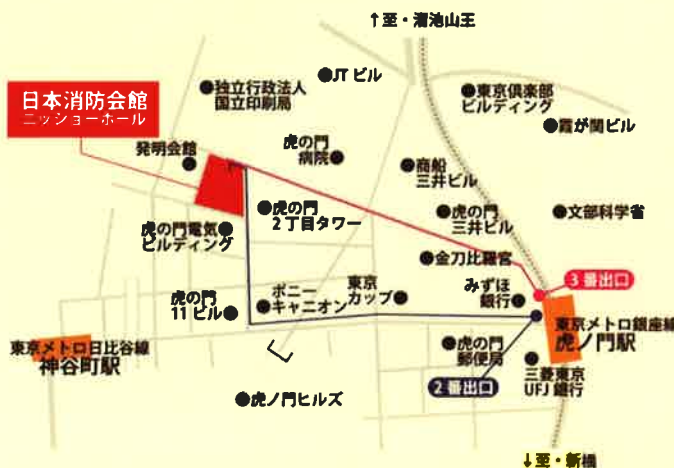 ↑至・溜池山王
●JTビル
●独立行政法人
国立印刷局
●東京倶楽部
ビルディング
日本消防会館
ニッショーホール
●霞が関ビル
発明会館●
虎の門
病院●
●商船
三井ビル
●虎の門
2丁目タワー
●虎の門
三井ビル
●文部科学省
虎の門電気●
ビルディング
●金刀比羅宮
3番出口
みずほ
銀行●
東京
カップ●
●ポニー
キャニオン
虎の門
11ビル●
東京メトロ銀座線
虎ノ門駅
東京メトロ日比谷線
神谷町駅
●虎の門
郵便局
●三菱東京
UFJ銀行
2番出口
●虎ノ門ヒルズ
↓至・新橋